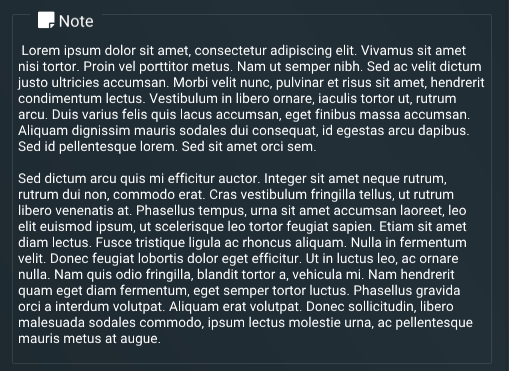 Note
Lorem ipsum dolor sit amet, consectetur adipiscing elit. Vivamus sit amet
nisi tortor. Proin vel porttitor metus. Nam ut semper nibh. Sed ac velit dictum
justo ultricies accumsan. Morbi velit nunc, pulvinar et risus sit amet, hendrerit
condimentum lectus. Vestibulum in libero ornare, iaculis tortor ut, rutrum
arcu. Duis varius felis quis lacus accumsan, eget finibus massa accumsan.
Aliquam dignissim mauris sodales dui consequat, id egestas arcu dapibus.
Sed id pellentesque lorem. Sed sit amet orci sem.
Sed dictum arcu quis mi efficitur auctor. Integer sit amet neque rutrum,
rutrum dui non, commodo erat. Cras vestibulum fringilla tellus, ut rutrum
libero venenatis at. Phasellus tempus, urna sit amet accumsan laoreet, leo
elit euismod ipsum, ut scelerisque leo tortor feugiat sapien. Etiam sit amet
diam lectus. Fusce tristique ligula ac rhoncus aliquam. Nulla in fermentum
velit. Donec feugiat lobortis dolor eget efficitur. Ut in luctus leo, ac ornare
nulla. Nam quis odio fringilla, blandit tortor a, vehicula mi. Nam hendrerit
quam eget diam fermentum, eget semper tortor luctus. Phasellus gravida
orci a interdum volutpat. Aliquam erat volutpat. Donec sollicitudin, libero
malesuada sodales commodo, ipsum lectus molestie urna, ac pellentesque
mauris metus at augue.